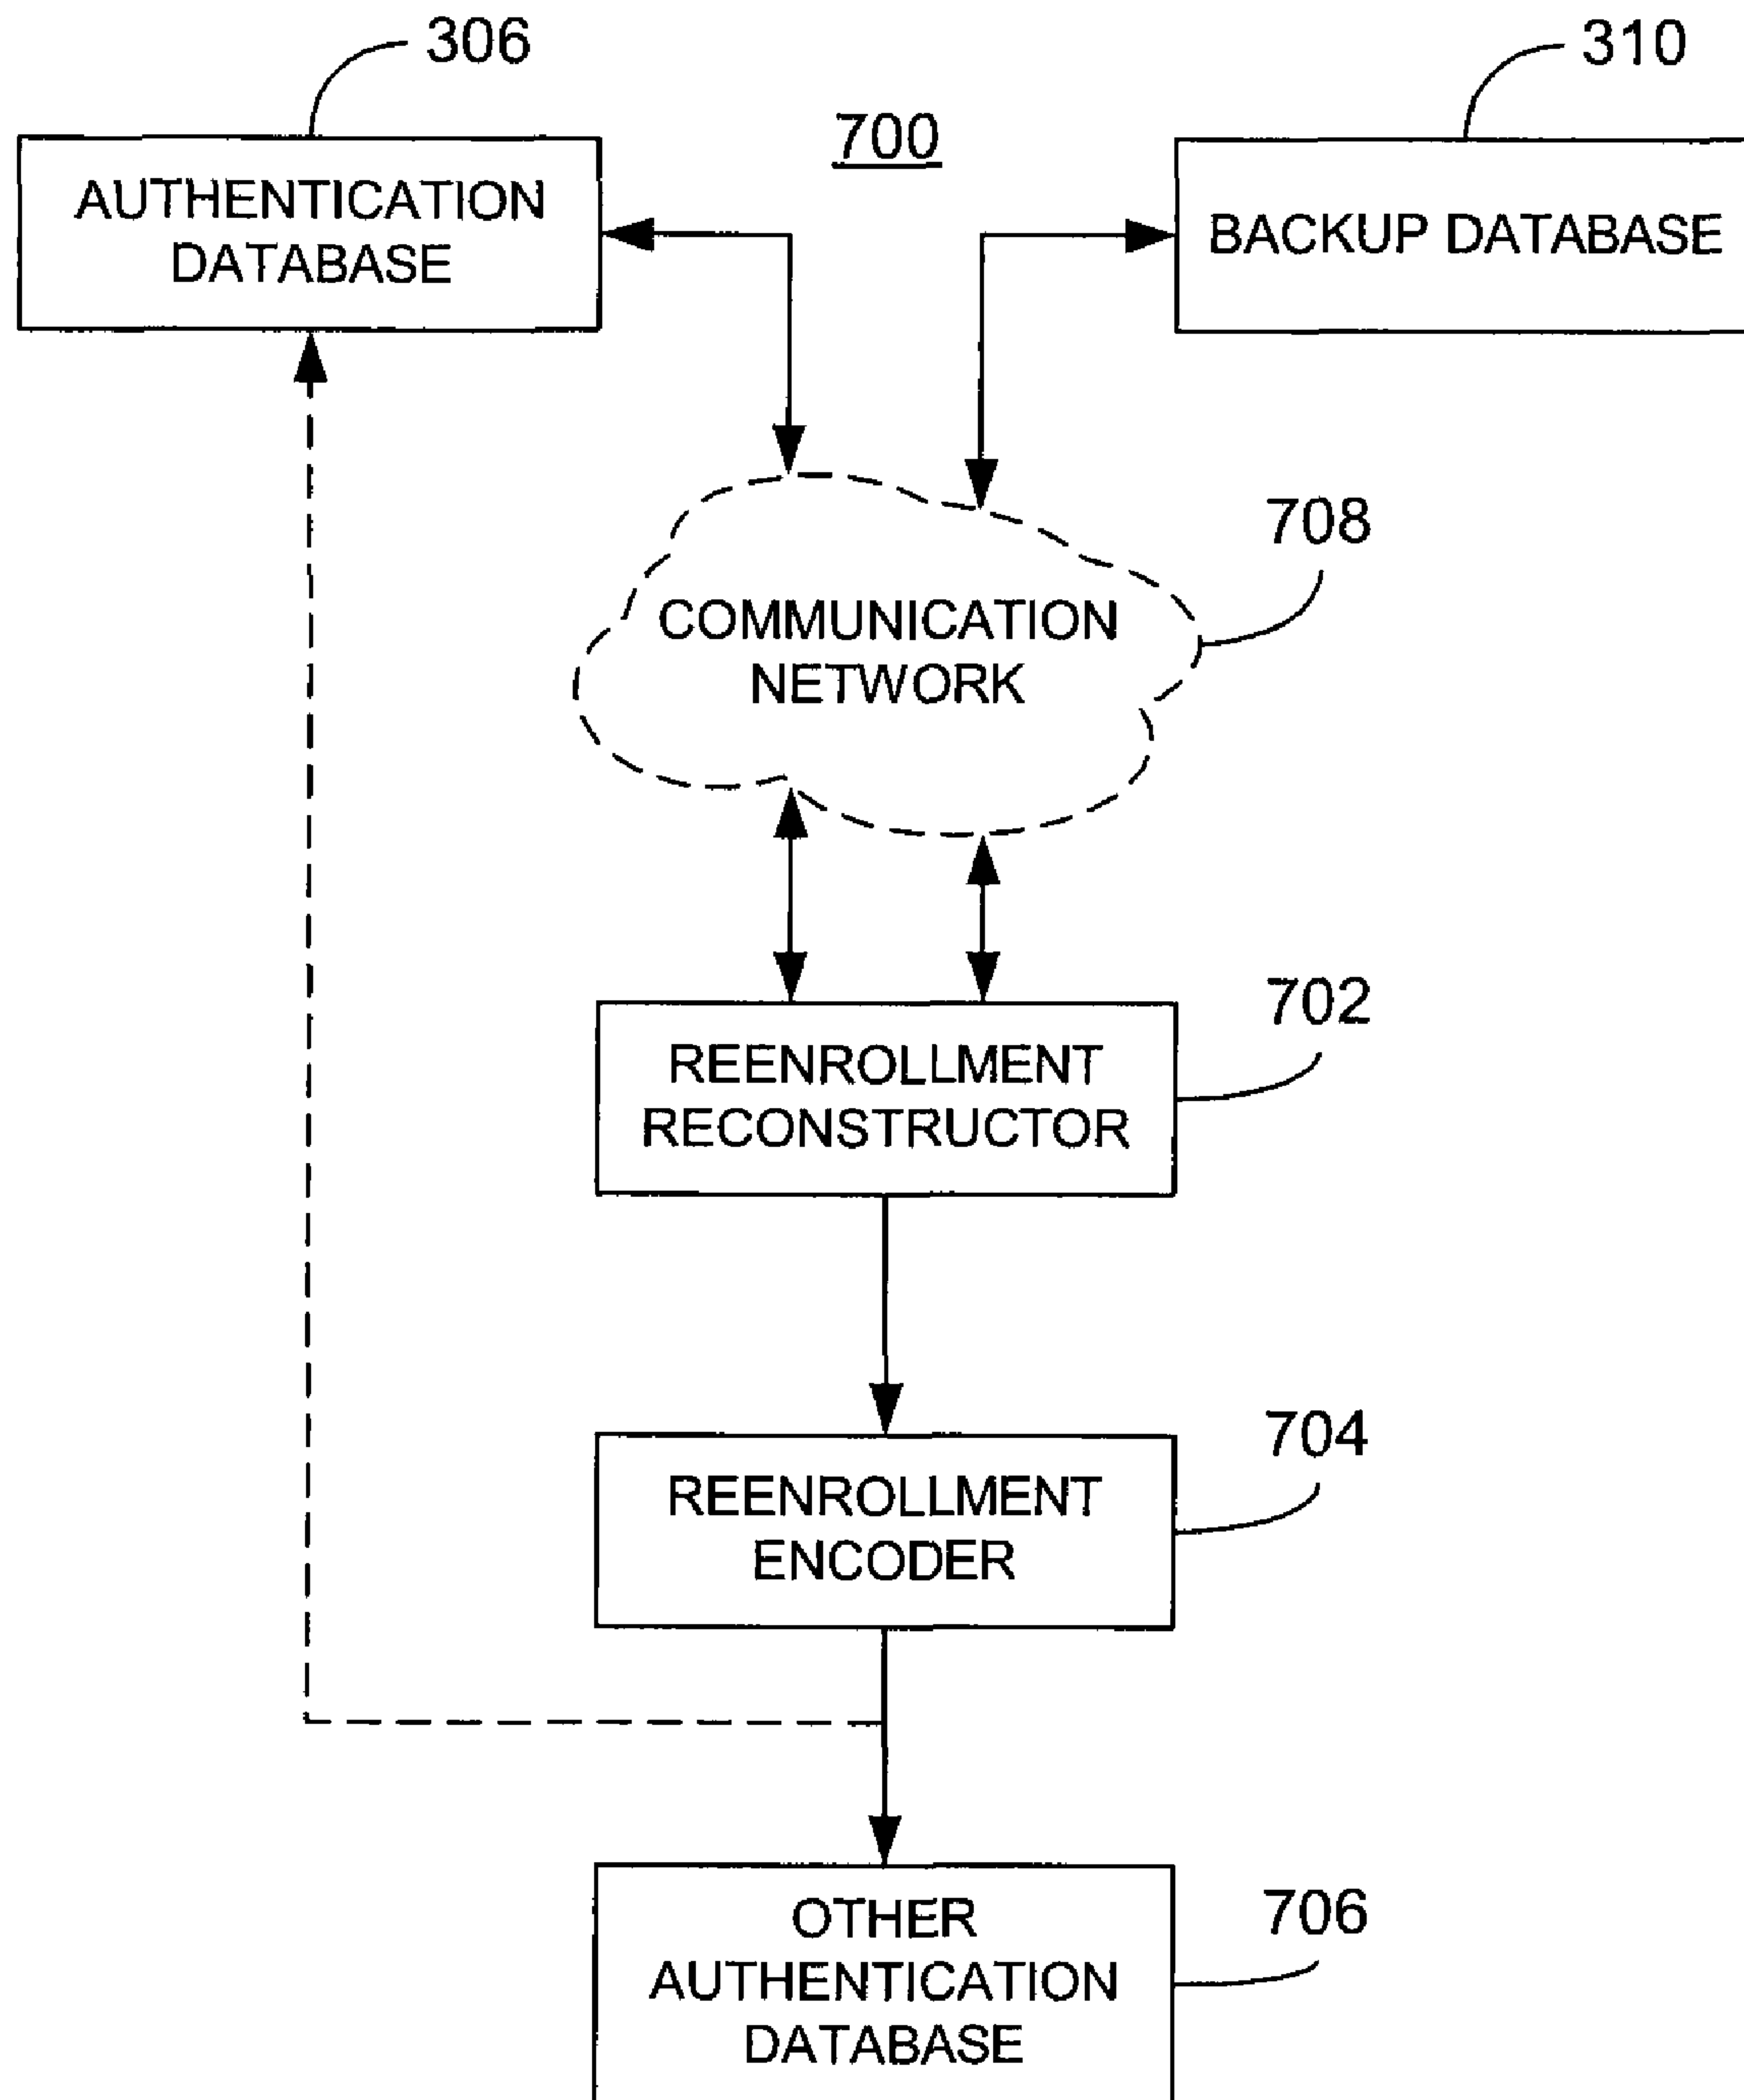 306
310
700
AUTHENTICATION
DATABASE
BACKUP DATABASE
708
COMMUNICATION
NETWORK
702
REENROLLMENT
RECONSTRUCTOR
704
REENROLLMENT
ENCODER
706
OTHER
AUTHENTICATION
DATABASE